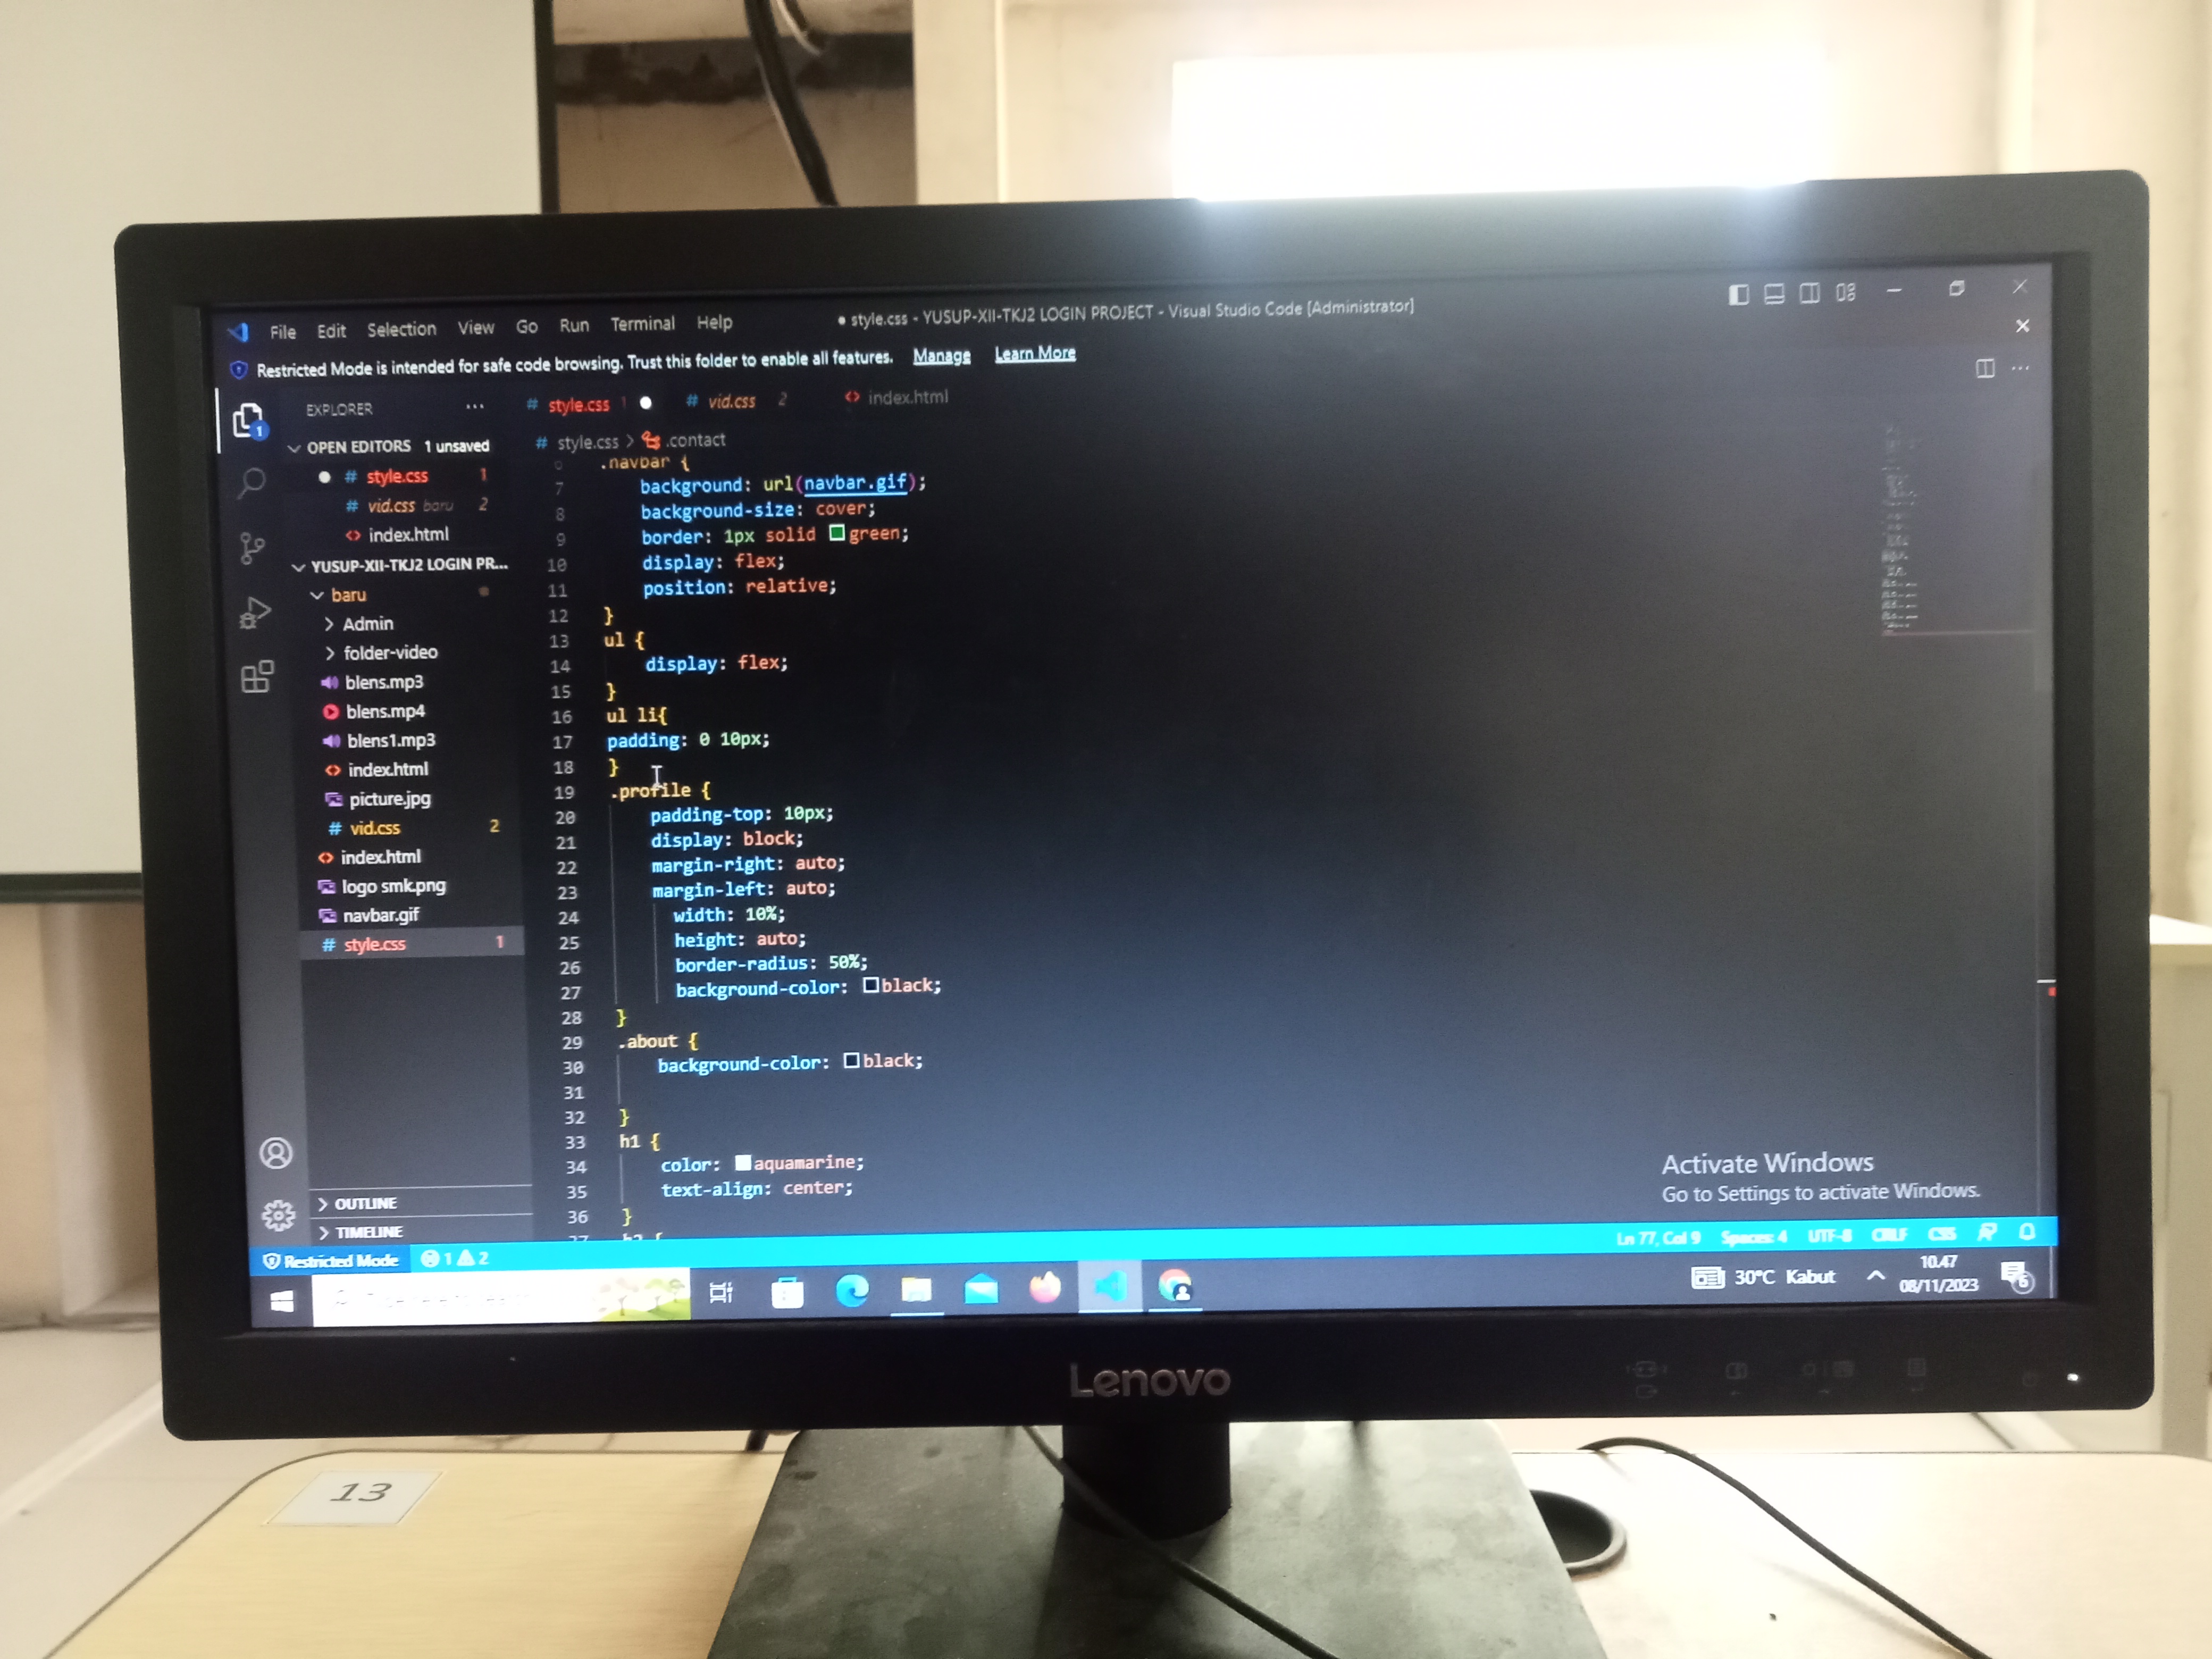 File Edit Selection View Go Run Terminal Help
● style.css - YUSUP-XII-TKJ2 LOGIN PROJECT - Visual Studio Code [Administrator]
Restricted Mode is intended for safe code browsing. Trust this folder to enable all features. Manage Learn More
EXPLORER ...
# style.css 1 ● # vid.css 2 <> index.html
OPEN EDITORS 1 unsaved
# style.css > .contact
● # style.css 1
# vid.css baru 2
<> index.html
YUSUP-XII-TKJ2 LOGIN PR...
baru
> Admin
> folder-video
blens.mp3
blens.mp4
blens1.mp3
<> index.html
picture.jpg
# vid.css 2
<> index.html
logo smk.png
navbar.gif
# style.css 1
> OUTLINE
> TIMELINE
.navbar {
7 background: url(navbar.gif);
8 background-size: cover;
9 border: 1px solid green;
10 display: flex;
11 position: relative;
12 }
13 ul {
14 display: flex;
15 }
16 ul li{
17 padding: 0 10px;
18 }
19 .profile {
20 padding-top: 10px;
21 display: block;
22 margin-right: auto;
23 margin-left: auto;
24 width: 10%;
25 height: auto;
26 border-radius: 50%;
27 background-color: black;
28 }
29 .about {
30 background-color: black;
31
32 }
33 h1 {
34 color: aquamarine;
35 text-align: center;
36 }
Activate Windows
Go to Settings to activate Windows.
Restricted Mode 1 2
Ln 77, Col 9 Spaces: 4 UTF-8 CRLF CSS
30°C Kabut
10.47
08/11/2023
6
Lenovo
13